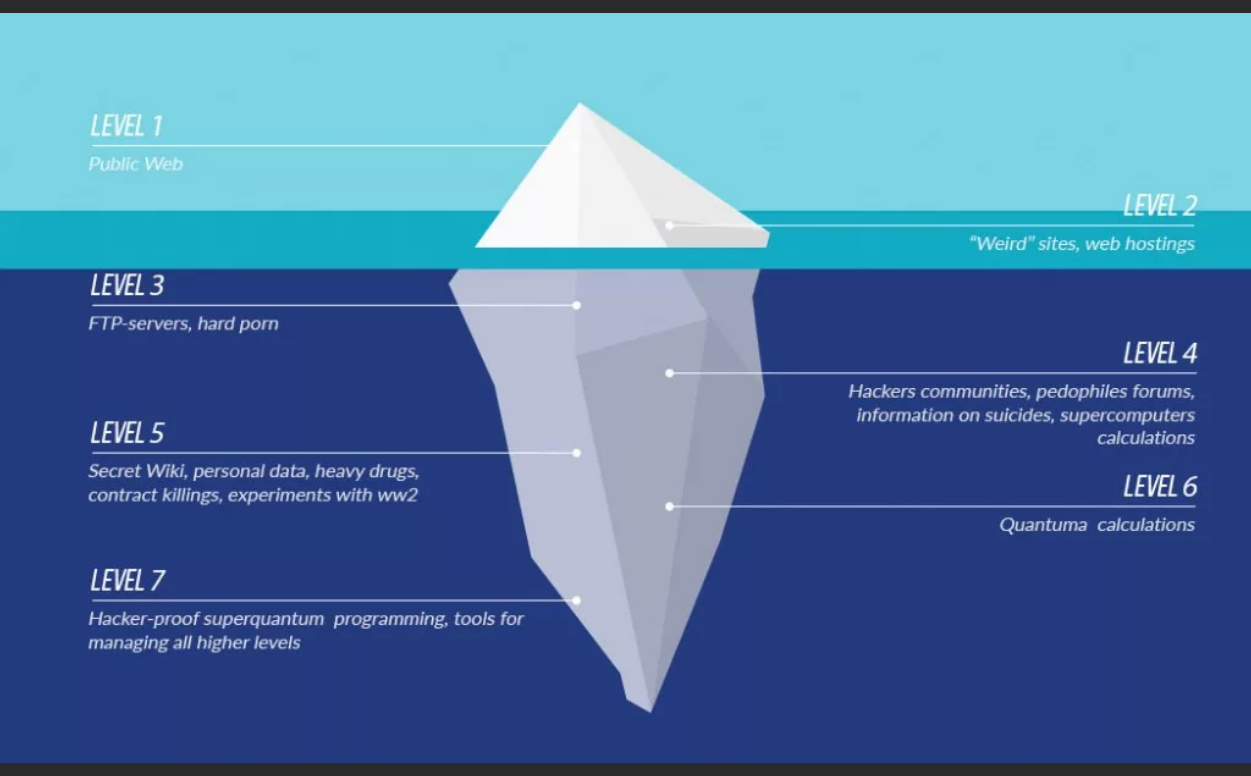 LEVEL 1
Public Web
LEVEL 2
“Weird” sites, web hostings
LEVEL 3
FTP-servers, hard porn
LEVEL 4
Hackers communities, pedophiles forums,
information on suicides, supercomputers
calculations
LEVEL 5
Secret Wiki, personal data, heavy drugs,
contract killings, experiments with ww2
LEVEL 6
Quantuma calculations
LEVEL 7
Hacker-proof superquantum programming, tools for
managing all higher levels